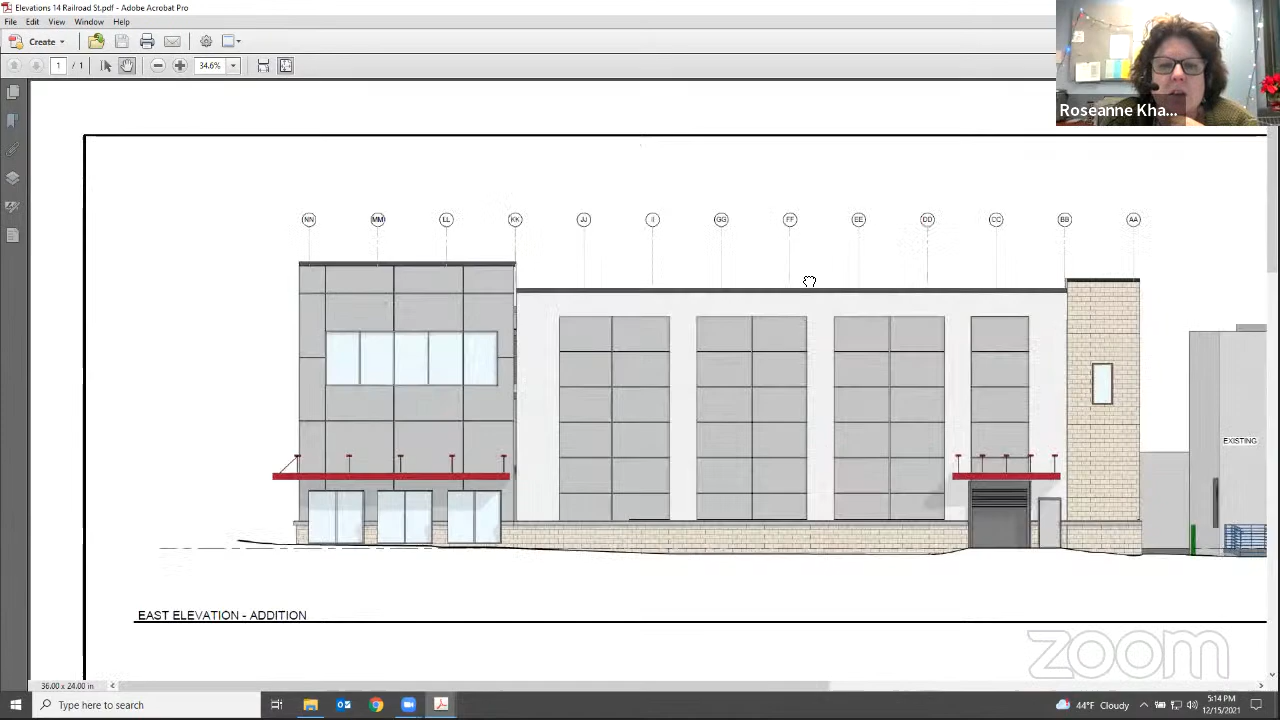 Elevations 14 Railroad St.pdf - Adobe Acrobat Pro
File Edit View Window Help
Create
1 / 1
34.6%
Roseanne Kha...
NN MM LL KK JJ II GG FF EE DD CC BB AA
EXISTING
EAST ELEVATION - ADDITION
zoom
36.00 x 24.00 in
Type here to search
44°F Cloudy
5:14 PM
12/15/2021